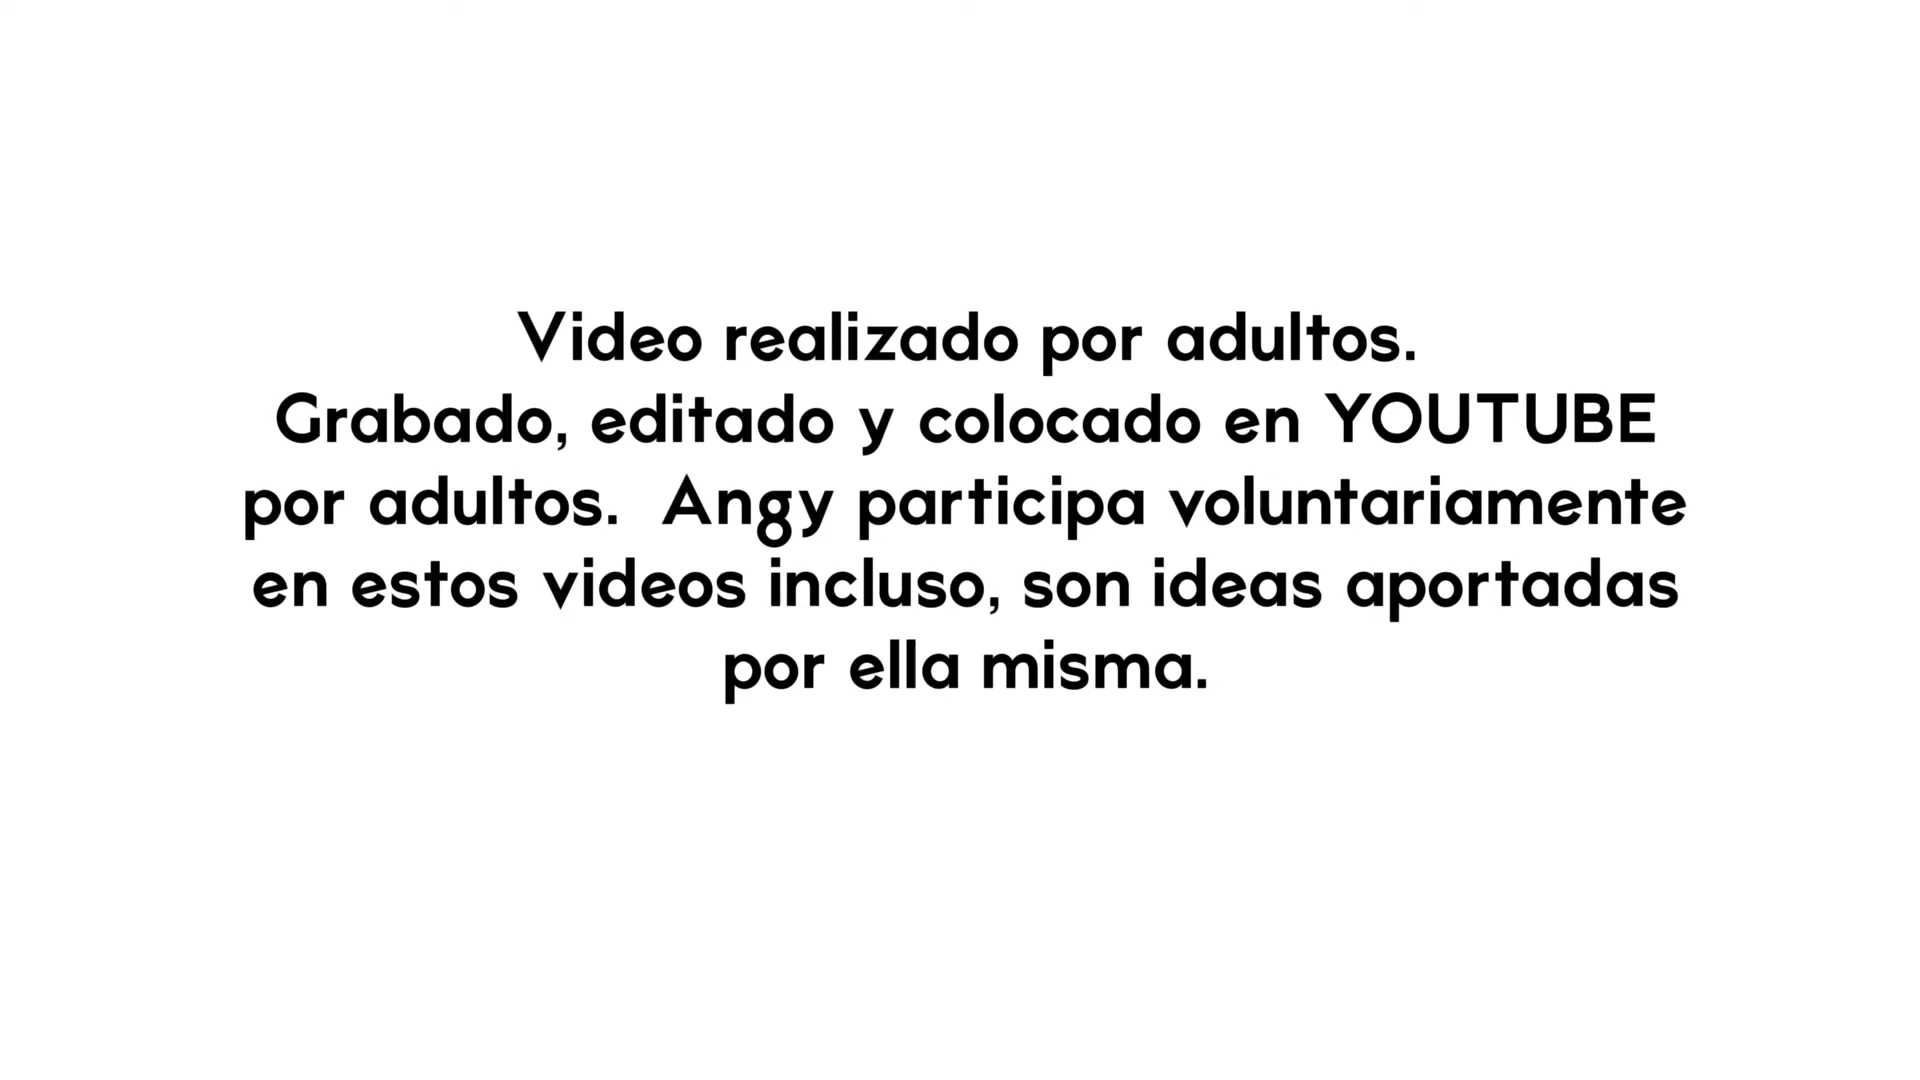 Video realizado por adultos.
Grabado, editado y colocado en YOUTUBE
por adultos.  Angy participa voluntariamente
en estos videos incluso, son ideas aportadas
por ella misma.